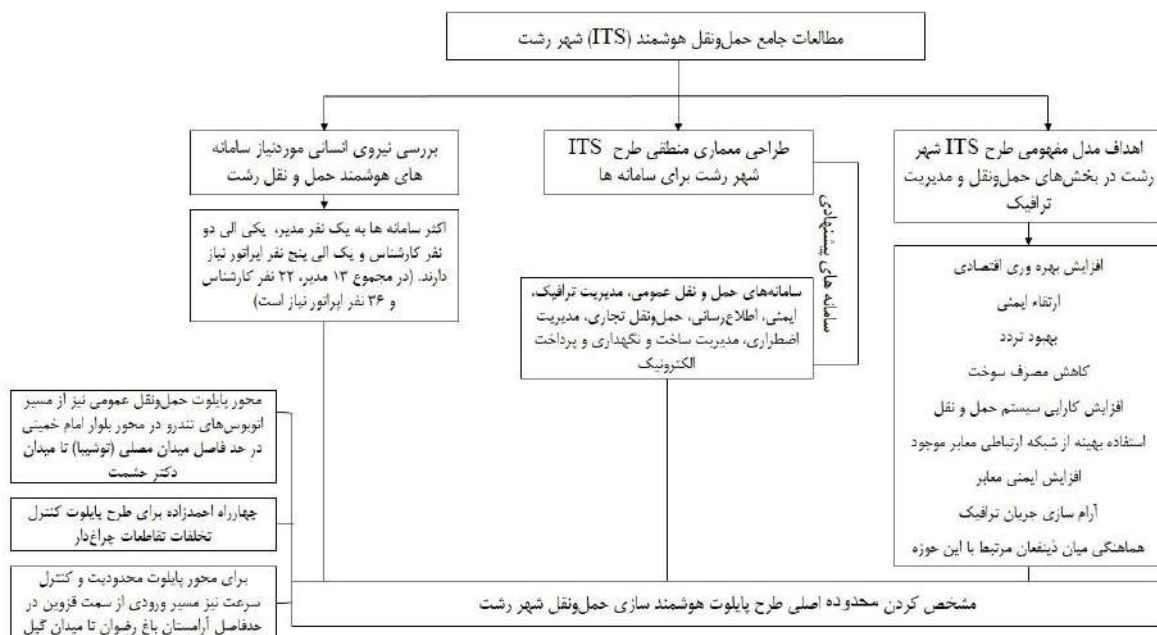 مطالعات جامع حمل‌ونقل هوشمند (ITS) شهر رشت
اهداف مدل مفهومی طرح ITS شهر
رشت در بخش‌های حمل‌ونقل و مدیریت
ترافیک
افزایش بهره وری اقتصادی
ارتقاء ایمنی
بهبود تردد
کاهش مصرف سوخت
افزایش کارایی سیستم حمل و نقل
استفاده بهینه از شبکه ارتباطی معابر موجود
افزایش ایمنی معابر
آرام سازی جریان ترافیک
هماهنگی میان ذینفعان مرتبط با این حوزه
طراحی معماری منطقی طرح ITS
شهر رشت برای سامانه ها
سامانه های پیشنهادی
سامانه‌های حمل و نقل عمومی، مدیریت ترافیک،
ایمنی، اطلاع‌رسانی، حمل‌ونقل تجاری، مدیریت
اضطراری، مدیریت ساخت و نگهداری و پرداخت
الکترونیک
بررسی نیروی انسانی موردنیاز سامانه
های هوشمند حمل و نقل رشت
اکثر سامانه ها به یک نفر مدیر، یکی الی دو
نفر کارشناس و یک الی پنج نفر اپراتور نیاز
دارند. (در مجموع ۱۳ مدیر، ۲۲ نفر کارشناس
و ۳۶ نفر اپراتور نیاز است)
محور پایلوت حمل‌ونقل عمومی نیز از مسیر
اتوبوس‌های تندرو در محور بلوار امام خمینی
در حد فاصل میدان مصلی (توشیبا) تا میدان
دکتر حشمت
چهارراه احمدزاده برای طرح پایلوت کنترل
تخلفات تقاطعات چراغ‌دار
برای محور پایلوت محدودیت و کنترل
سرعت نیز مسیر ورودی از سمت قزوین در
حدفاصل آرامستان باغ رضوان تا میدان گیل
مشخص کردن محدوده اصلی طرح پایلوت هوشمند سازی حمل‌ونقل شهر رشت